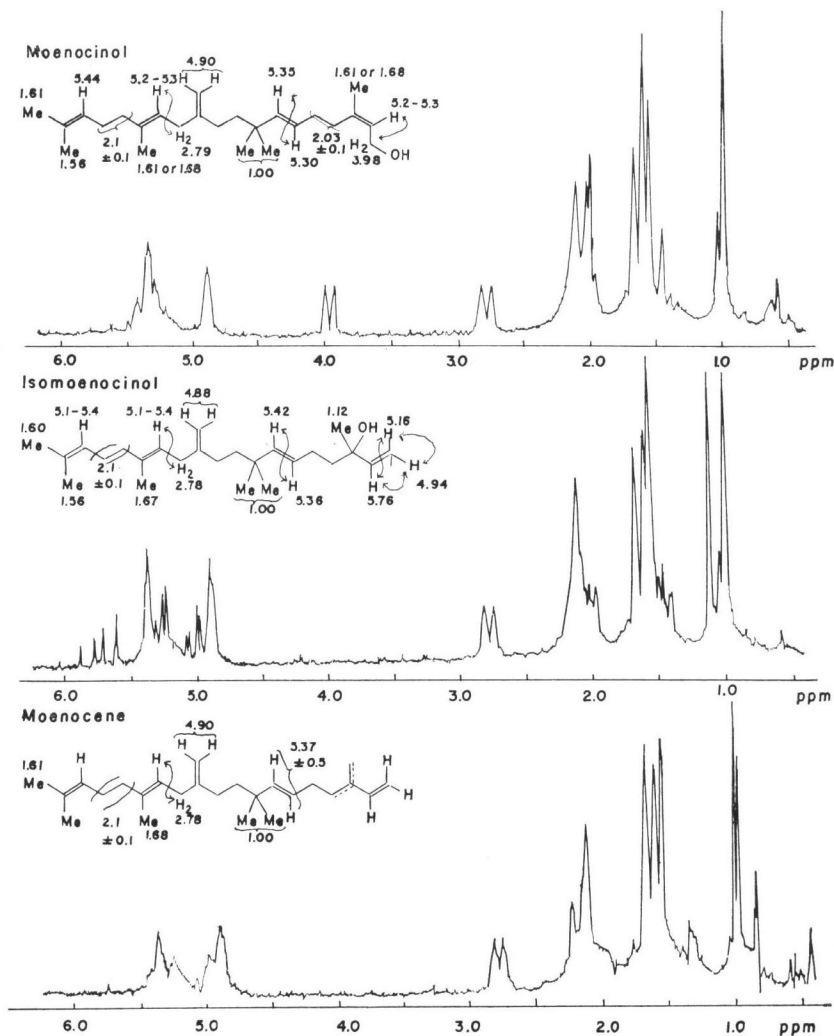 Moenocinol
4.90
H H
1.61 5.44 5.2 - 5.3 5.35 1.61 or 1.68
H H H Me H 5.2 - 5.3
Me
2.1 ±0.1 H2 2.03 ±0.1 H2
Me Me 2.79 Me Me H OH
1.56 1.61 or 1.68 1.00 5.30 3.98
6.0 5.0 4.0 3.0 2.0 1.0 ppm
Isomoenocinol
4.88
H H
1.60 5.1 - 5.4 5.1 - 5.4 5.42 1.12 5.16
H H H Me OH H
Me
2.1 ±0.1 H2 H
Me Me 2.78 Me Me H H 4.94
1.56 1.67 1.00 5.36 5.76
6.0 5.0 4.0 3.0 2.0 1.0 ppm
Moenocene
4.90
H H
1.61 H H H 5.37 ±0.5
Me
H2 H
Me Me 2.78 Me Me H H H
2.1 ±0.1 1.68 1.00
6.0 5.0 4.0 3.0 2.0 1.0 ppm